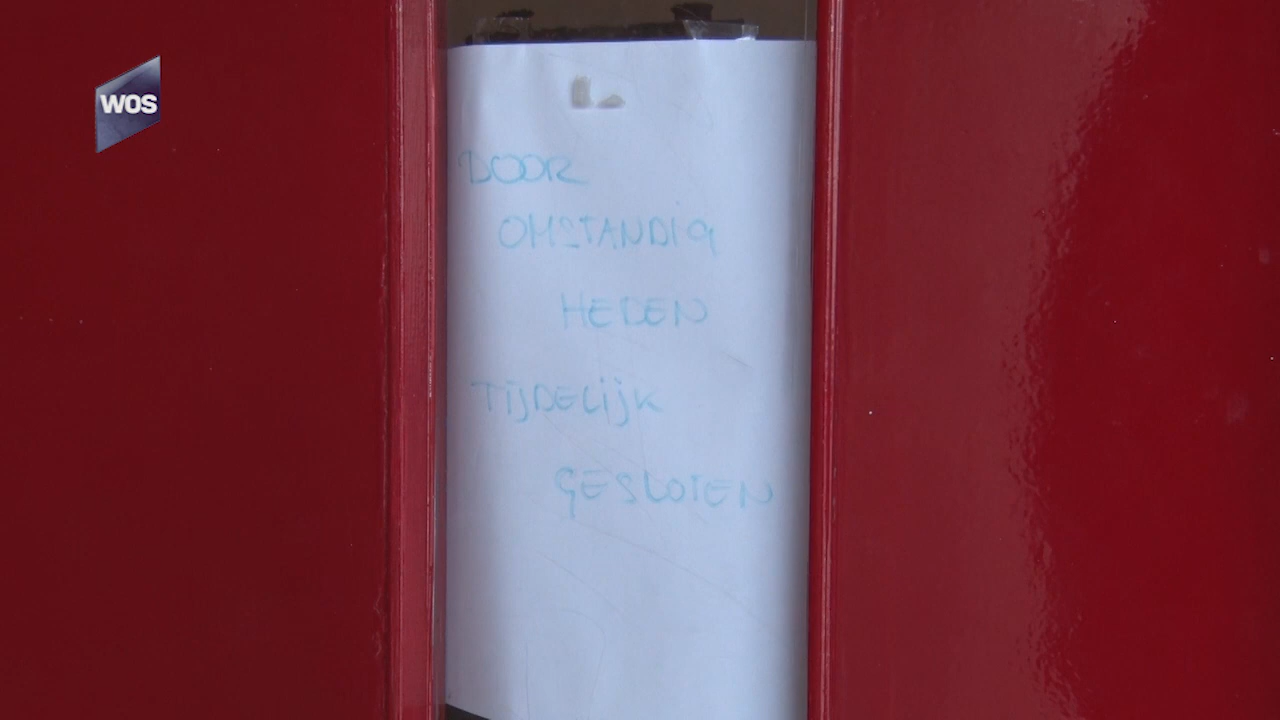 WOS
DOOR
OMSTANDIG
HEDEN
TIJDELIJK
GESLOTEN